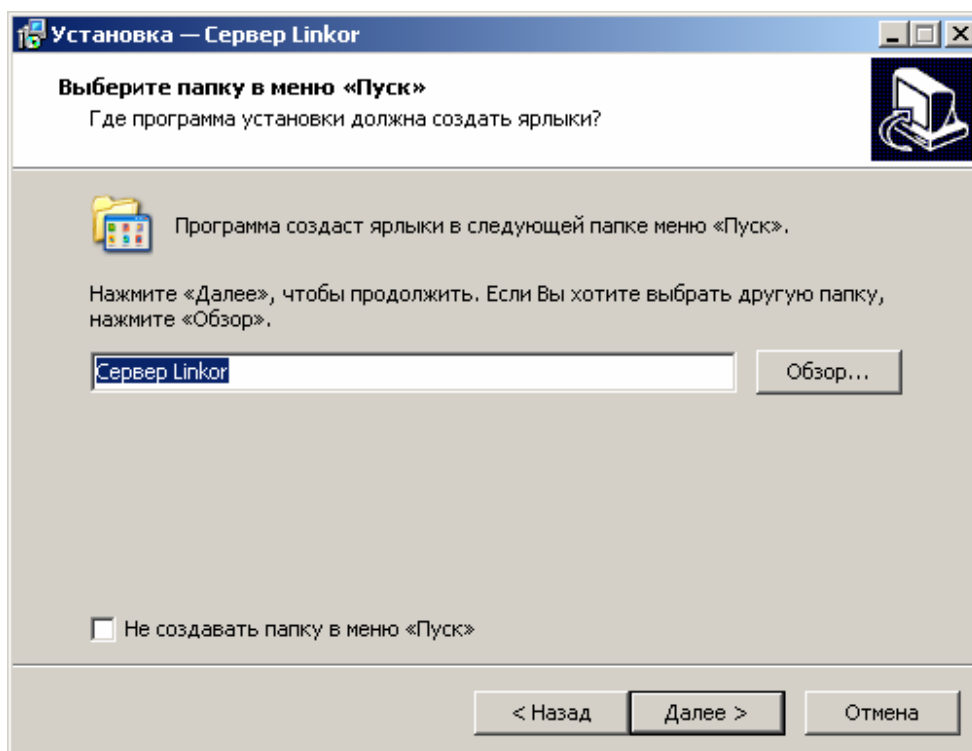 Установка — Сервер Linkor
Выберите папку в меню «Пуск»
Где программа установки должна создать ярлыки?
Программа создаст ярлыки в следующей папке меню «Пуск».
Нажмите «Далее», чтобы продолжить. Если Вы хотите выбрать другую папку,
нажмите «Обзор».
Сервер Linkor
Обзор...
Не создавать папку в меню «Пуск»
< Назад
Далее >
Отмена